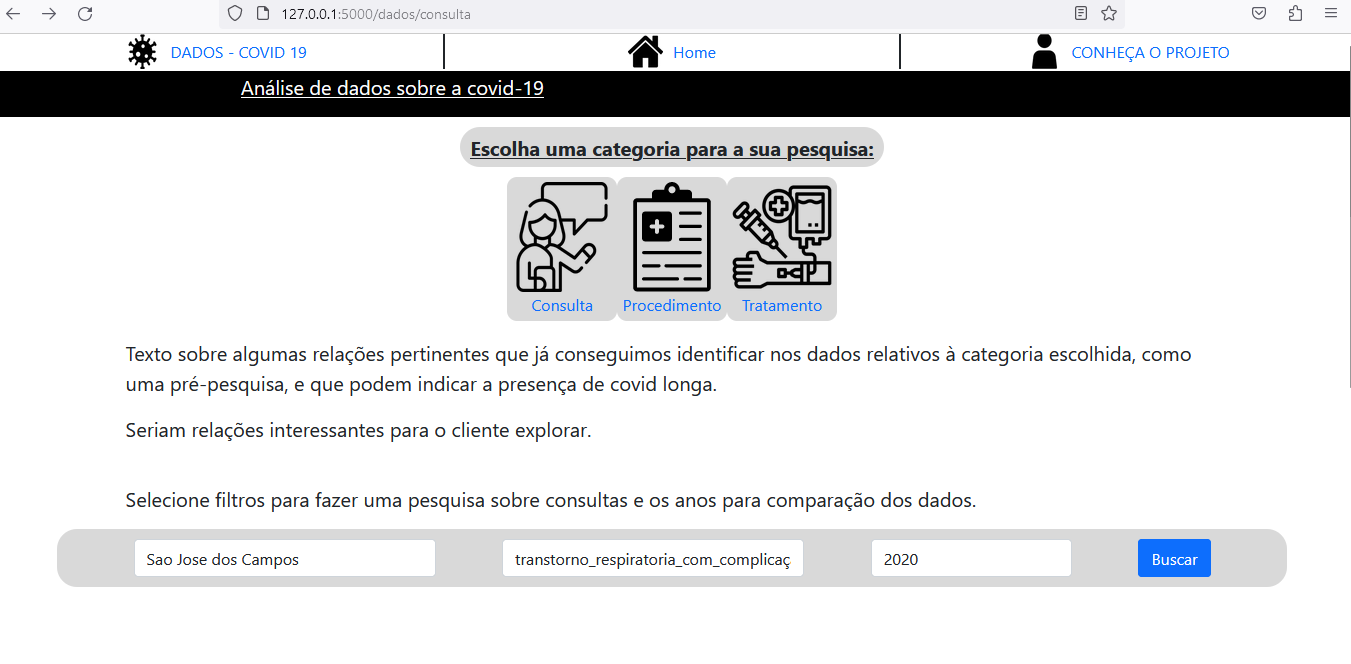 127.0.0.1:5000/dados/consulta
DADOS - COVID 19
Home
CONHEÇA O PROJETO
Análise de dados sobre a covid-19
Escolha uma categoria para a sua pesquisa:
Consulta
Procedimento
Tratamento
Texto sobre algumas relações pertinentes que já conseguimos identificar nos dados relativos à categoria escolhida, como
uma pré-pesquisa, e que podem indicar a presença de covid longa.
Seriam relações interessantes para o cliente explorar.
Selecione filtros para fazer uma pesquisa sobre consultas e os anos para comparação dos dados.
Sao Jose dos Campos
transtorno_respiratoria_com_complicaç
2020
Buscar